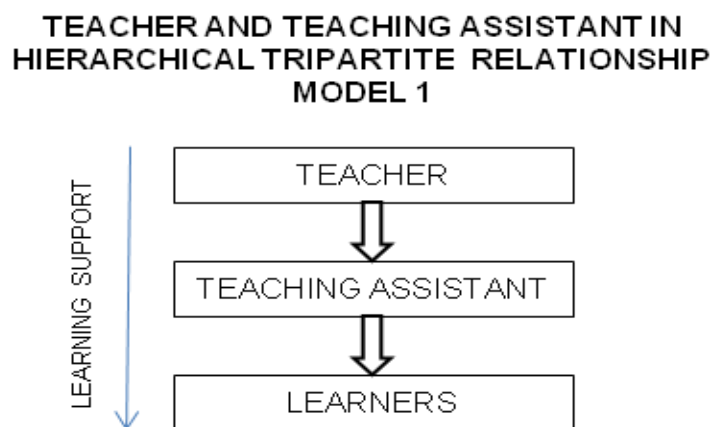 TEACHER AND TEACHING ASSISTANT IN
HIERARCHICAL TRIPARTITE RELATIONSHIP
MODEL 1
LEARNING SUPPORT
TEACHER
TEACHING ASSISTANT
LEARNERS